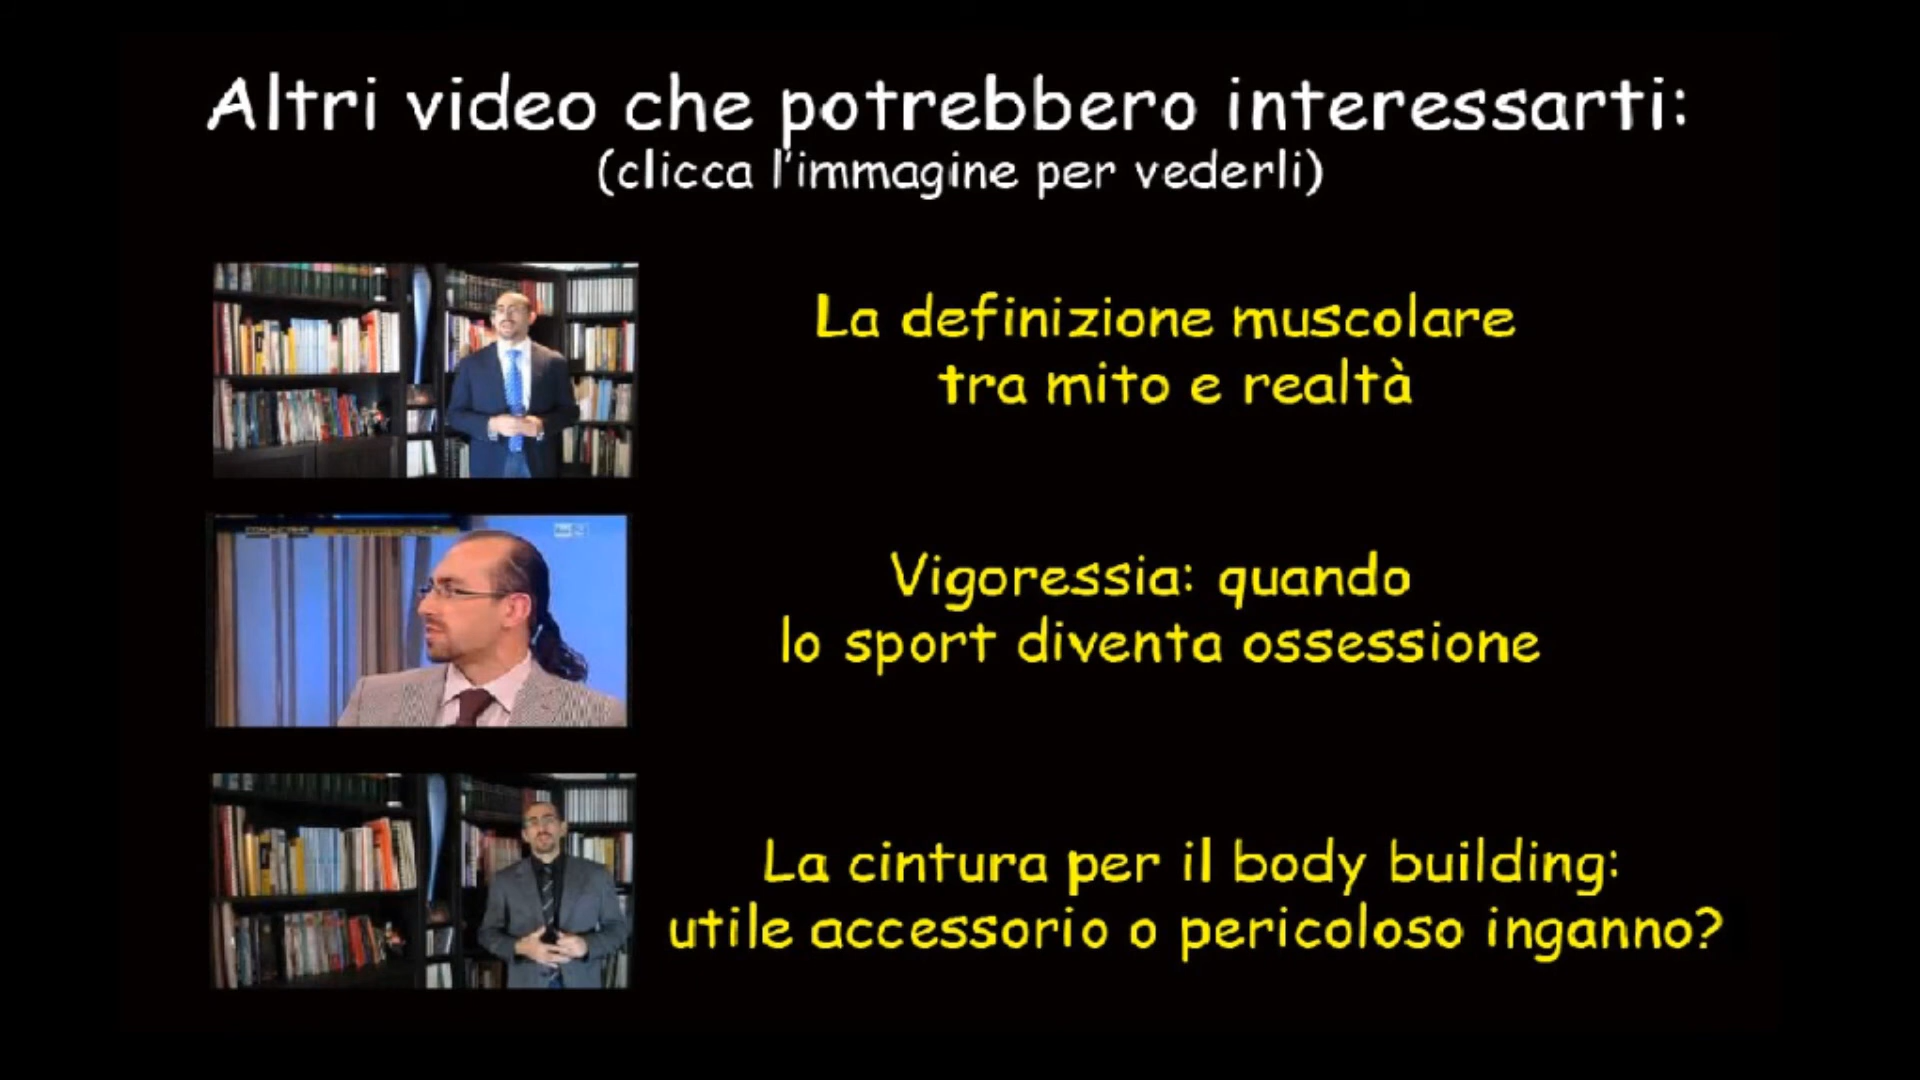 Altri video che potrebbero interessarti:
(clicca l'immagine per vederli)
La definizione muscolare
tra mito e realtà
Vigoressia: quando
lo sport diventa ossessione
La cintura per il body building:
utile accessorio o pericoloso inganno?